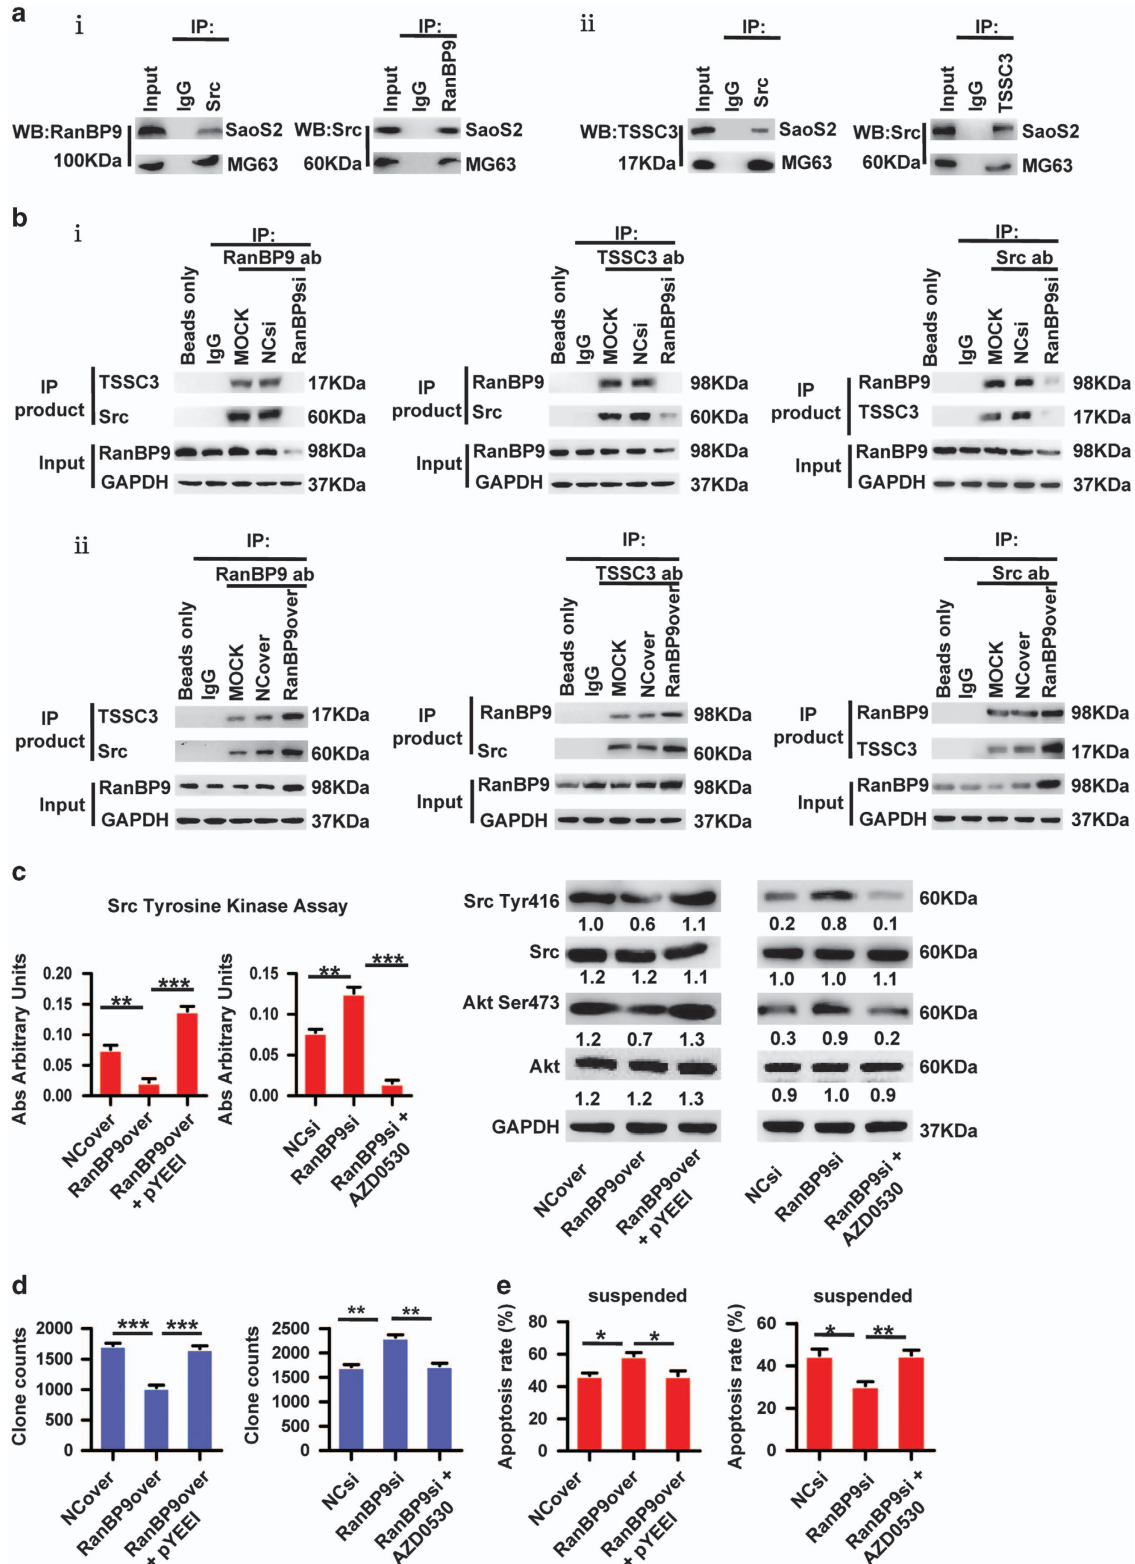 a
i
IP:
Input
IgG
Src
WB:RanBP9
100KDa
SaoS2
MG63
IP:
Input
IgG
RanBP9
WB:Src
60KDa
SaoS2
MG63
ii
IP:
Input
IgG
Src
WB:TSSC3
17KDa
SaoS2
MG63
IP:
Input
IgG
TSSC3
WB:Src
60KDa
SaoS2
MG63
b
i
IP:
RanBP9 ab
Beads only
IgG
MOCK
NCsi
RanBP9si
IP
product
TSSC3
17KDa
Src
60KDa
Input
RanBP9
98KDa
GAPDH
37KDa
IP:
TSSC3 ab
Beads only
IgG
MOCK
NCsi
RanBP9si
IP
product
RanBP9
98KDa
Src
60KDa
Input
RanBP9
98KDa
GAPDH
37KDa
IP:
Src ab
Beads only
IgG
MOCK
NCsi
RanBP9si
IP
product
RanBP9
98KDa
TSSC3
17KDa
Input
RanBP9
98KDa
GAPDH
37KDa
ii
IP:
RanBP9 ab
Beads only
IgG
MOCK
NCover
RanBP9over
IP
product
TSSC3
17KDa
Src
60KDa
Input
RanBP9
98KDa
GAPDH
37KDa
IP:
TSSC3 ab
Beads only
IgG
MOCK
NCover
RanBP9over
IP
product
RanBP9
98KDa
Src
60KDa
Input
RanBP9
98KDa
GAPDH
37KDa
IP:
Src ab
Beads only
IgG
MOCK
NCover
RanBP9over
IP
product
RanBP9
98KDa
TSSC3
17KDa
Input
RanBP9
98KDa
GAPDH
37KDa
c
Src Tyrosine Kinase Assay
Abs Arbitrary Units
0.20
0.15
0.10
0.05
0.00
**
***
NCover
RanBP9over
RanBP9over
+ pYEEI
Abs Arbitrary Units
0.15
0.10
0.05
0.00
**
***
NCsi
RanBP9si
RanBP9si +
AZD0530
Src Tyr416
60KDa
1.0 0.6 1.1 0.2 0.8 0.1
Src
60KDa
1.2 1.2 1.1 1.0 1.0 1.1
Akt Ser473
60KDa
1.2 0.7 1.3 0.3 0.9 0.2
Akt
60KDa
1.2 1.2 1.3 0.9 1.0 0.9
GAPDH
37KDa
NCover
RanBP9over
RanBP9over
+ pYEEI
NCsi
RanBP9si
RanBP9si +
AZD0530
d
Clone counts
2000
1500
1000
500
0
***
***
NCover
RanBP9over
RanBP9over
+ pYEEI
Clone counts
2500
2000
1500
1000
500
0
**
**
NCsi
RanBP9si
RanBP9si +
AZD0530
e
suspended
Apoptosis rate (%)
80
60
40
20
0
*
*
NCover
RanBP9over
RanBP9over
+ pYEEI
suspended
Apoptosis rate (%)
60
40
20
0
*
**
NCsi
RanBP9si
RanBP9si +
AZD0530